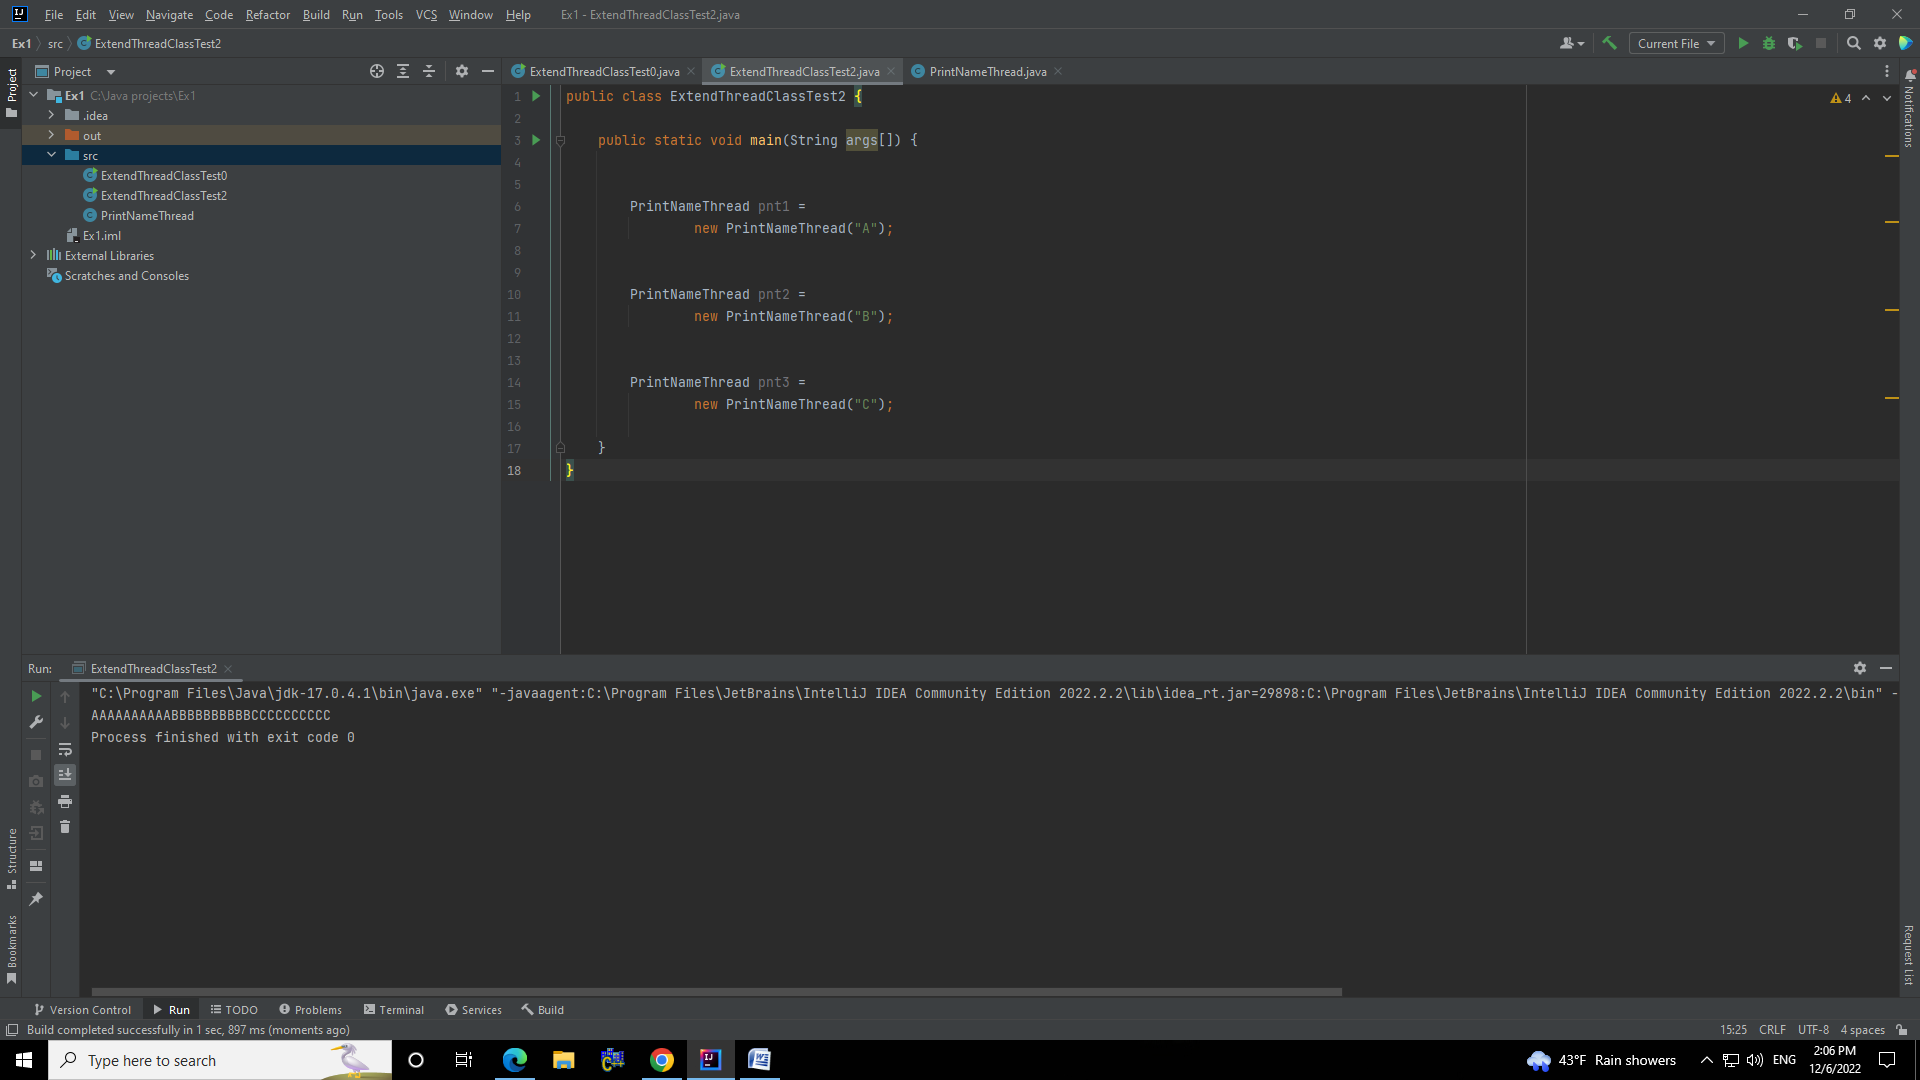 File Edit View Navigate Code Refactor Build Run Tools VCS Window Help Ex1 - ExtendThreadClassTest2.java
Ex1 src ExtendThreadClassTest2 Current File
Project
ExtendThreadClassTest0.java ExtendThreadClassTest2.java PrintNameThread.java
Project
Ex1 C:\Java projects\Ex1
.idea
out
src
ExtendThreadClassTest0
ExtendThreadClassTest2
PrintNameThread
Ex1.iml
External Libraries
Scratches and Consoles
1 public class ExtendThreadClassTest2 {
2
3 public static void main(String args[]) {
4
5
6 PrintNameThread pnt1 =
7 new PrintNameThread("A");
8
9
10 PrintNameThread pnt2 =
11 new PrintNameThread("B");
12
13
14 PrintNameThread pnt3 =
15 new PrintNameThread("C");
16
17 }
18 }
4
Notifications
Run: ExtendThreadClassTest2
"C:\Program Files\Java\jdk-17.0.4.1\bin\java.exe" "-javaagent:C:\Program Files\JetBrains\IntelliJ IDEA Community Edition 2022.2.2\lib\idea_rt.jar=29898:C:\Program Files\JetBrains\IntelliJ IDEA Community Edition 2022.2.2\bin" -
AAAAAAAAAABBBBBBBBBBCCCCCCCCCC
Process finished with exit code 0
Structure
Bookmarks
Request List
Version Control Run TODO Problems Terminal Services Build
Build completed successfully in 1 sec, 897 ms (moments ago) 15:25 CRLF UTF-8 4 spaces
Type here to search 43°F Rain showers ENG 2:06 PM
12/6/2022